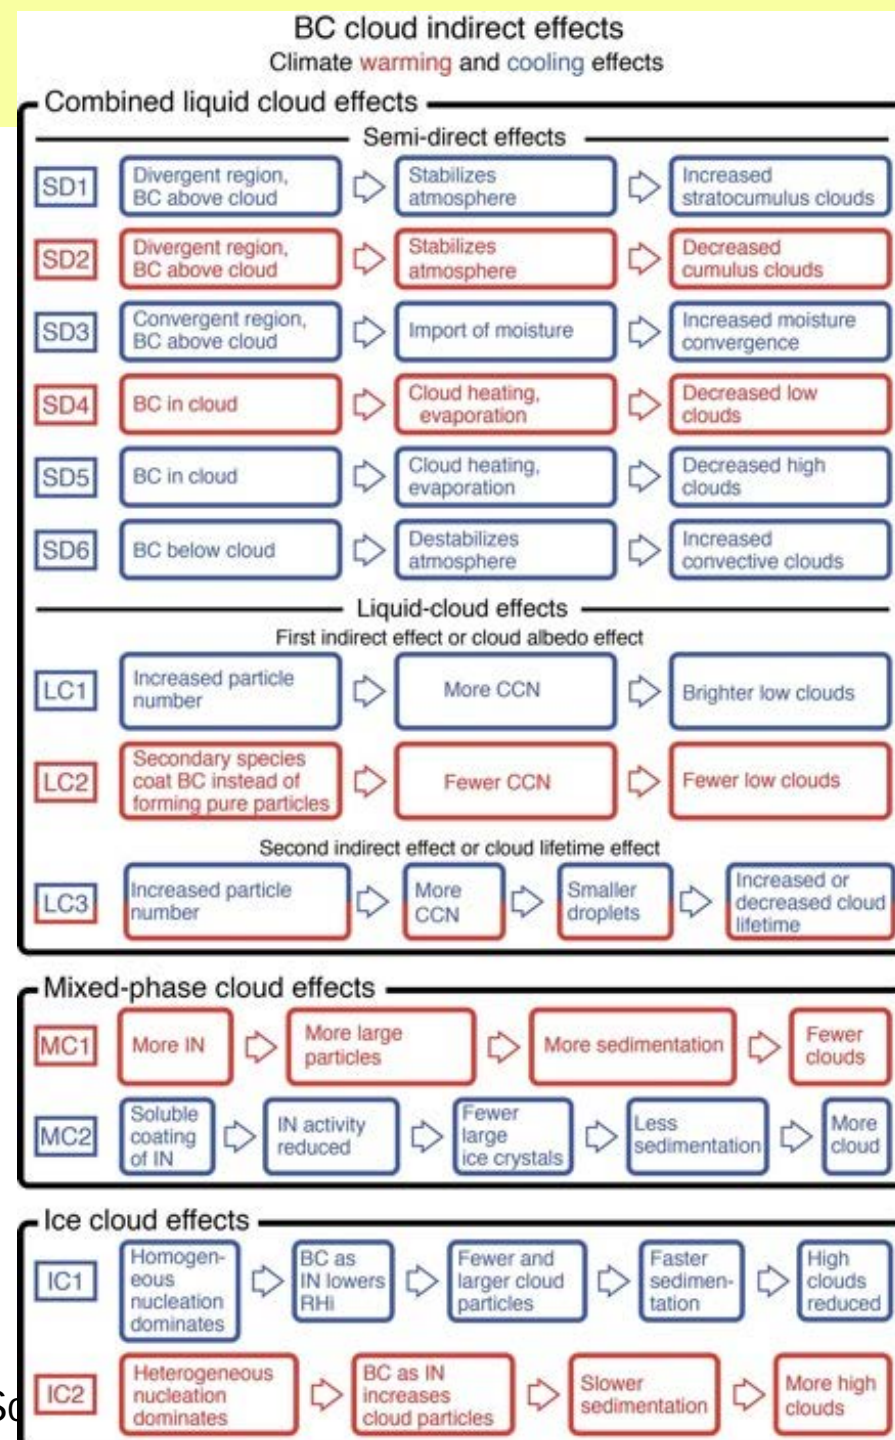 BC cloud indirect effects
Climate warming and cooling effects
Combined liquid cloud effects
Semi-direct effects
SD1
Divergent region,
BC above cloud
Stabilizes
atmosphere
Increased
stratocumulus clouds
SD2
Divergent region,
BC above cloud
Stabilizes
atmosphere
Decreased
cumulus clouds
SD3
Convergent region,
BC above cloud
Import of moisture
Increased moisture
convergence
SD4
BC in cloud
Cloud heating,
evaporation
Decreased low
clouds
SD5
BC in cloud
Cloud heating,
evaporation
Decreased high
clouds
SD6
BC below cloud
Destabilizes
atmosphere
Increased
convective clouds
Liquid-cloud effects
First indirect effect or cloud albedo effect
LC1
Increased particle
number
More CCN
Brighter low clouds
LC2
Secondary species
coat BC instead of
forming pure particles
Fewer CCN
Fewer low clouds
Second indirect effect or cloud lifetime effect
LC3
Increased particle
number
More
CCN
Smaller
droplets
Increased or
decreased cloud
lifetime
Mixed-phase cloud effects
MC1
More IN
More large
particles
More sedimentation
Fewer
clouds
MC2
Soluble
coating
of IN
IN activity
reduced
Fewer
large
ice crystals
Less
sedimentation
More
cloud
Ice cloud effects
IC1
Homogen-
eous
nucleation
dominates
BC as
IN lowers
RHi
Fewer and
larger cloud
particles
Faster
sedimen-
tation
High
clouds
reduced
IC2
Heterogeneous
nucleation
dominates
BC as IN
increases
cloud particles
Slower
sedimentation
More high
clouds